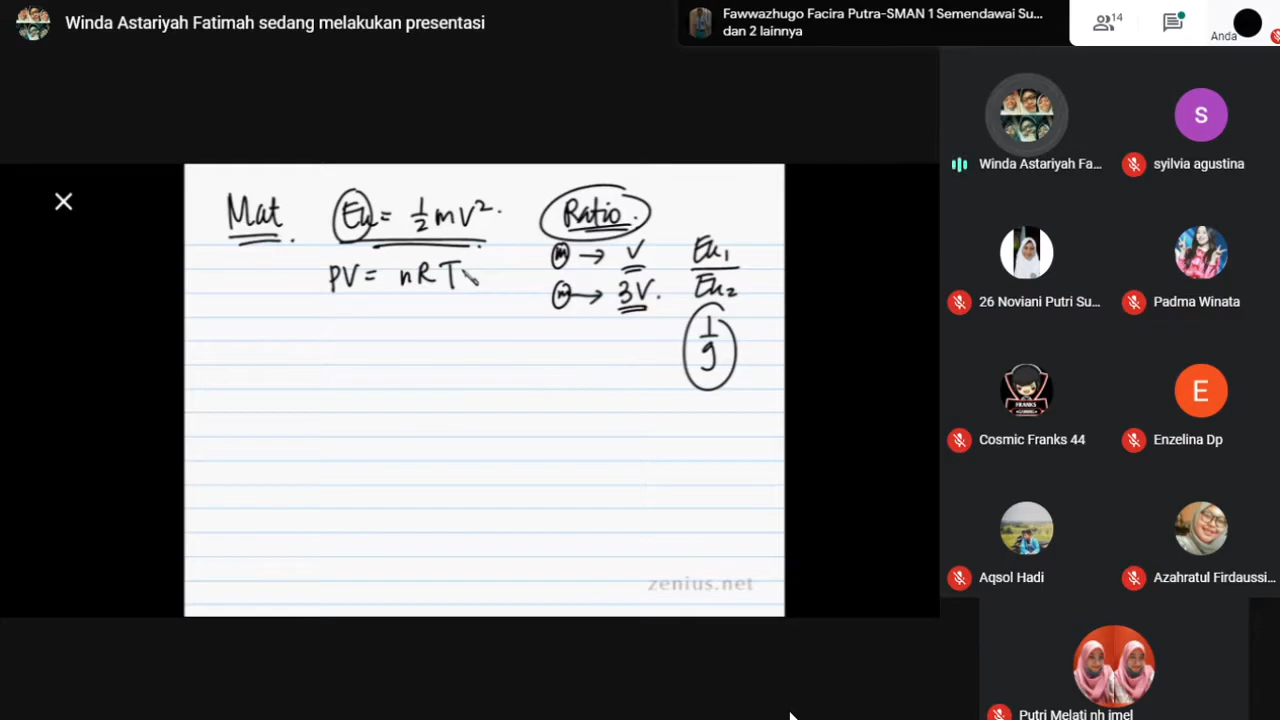 Winda Astariyah Fatimah sedang melakukan presentasi
Fawwazhugo Facira Putra-SMAN 1 Semendawai Su...
dan 2 lainnya
14
Anda
Mat Ek = ½mv².
Ratio.
m → v
m → 3v.
Ek₁
Ek₂
1
9
PV = nRT
zenius.net
Winda Astariyah Fa...
S
syilvia agustina
26 Noviani Putri Su...
Padma Winata
FRANKS
Cosmic Franks 44
E
Enzelina Dp
Aqsol Hadi
Azahratul Firdaussi...
Putri Melati nh imel